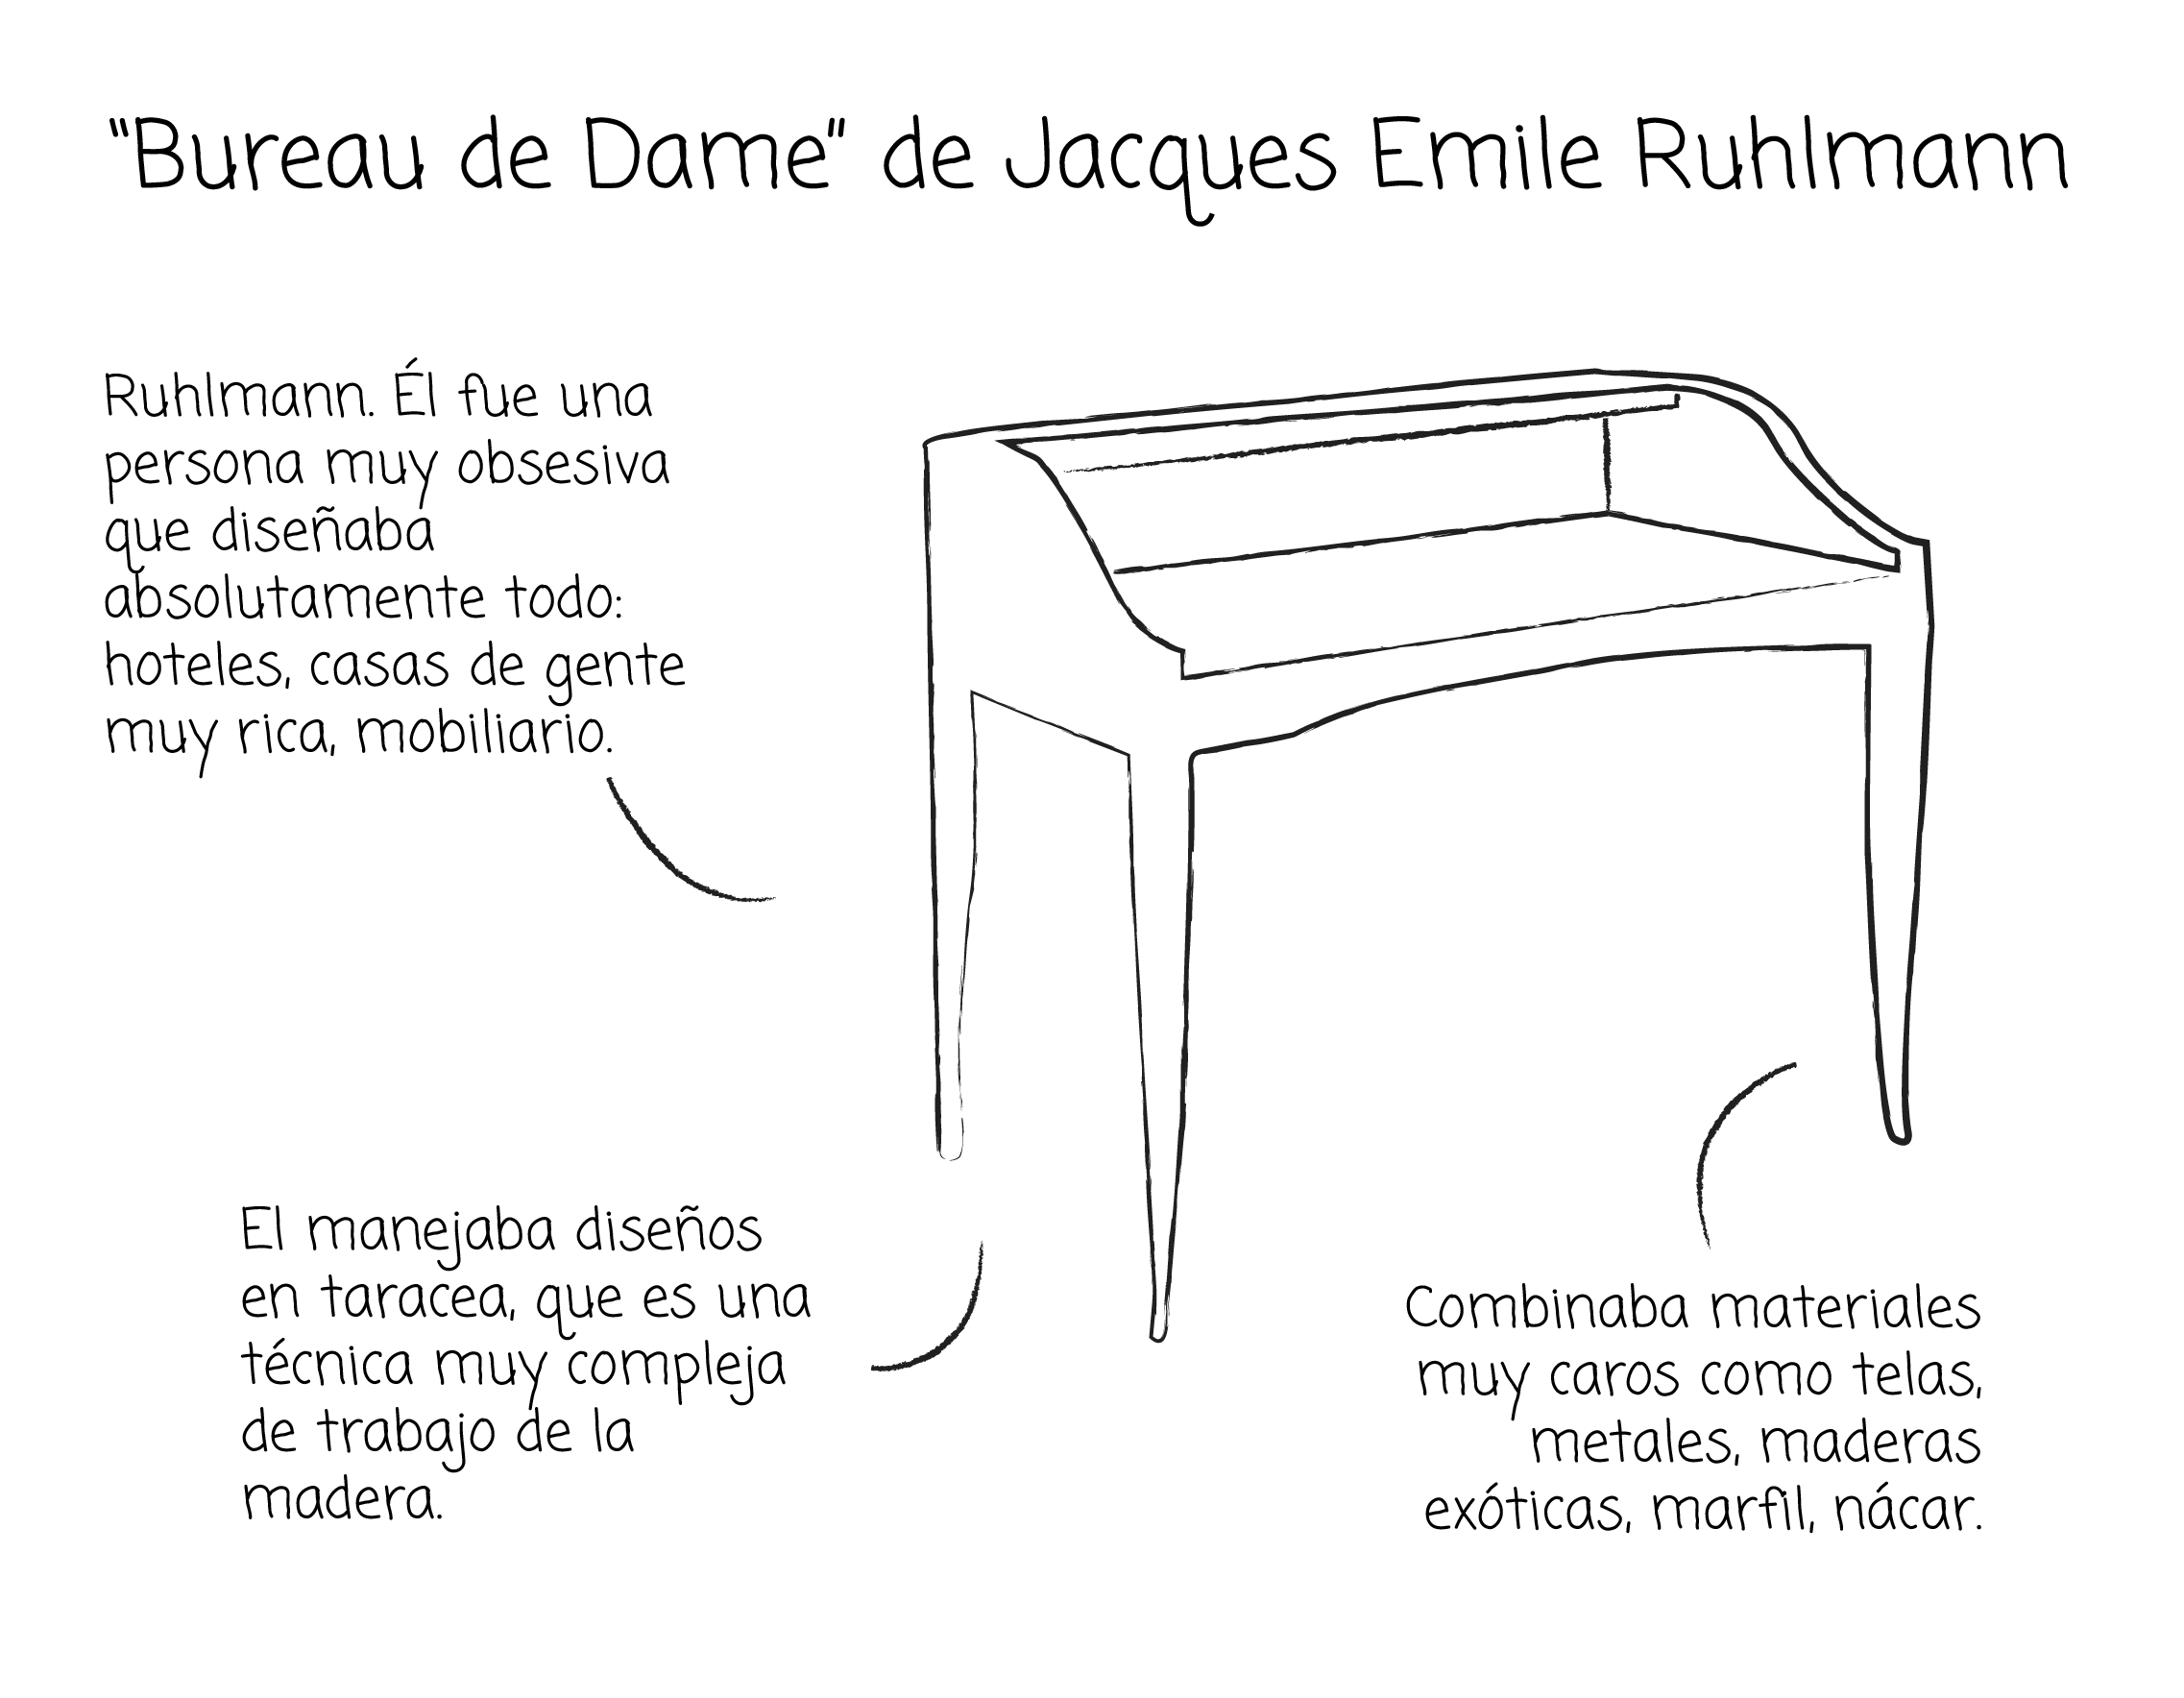 "Bureau de Dame" de Jacques Emile Ruhlmann
Ruhlmann. Él fue una
persona muy obsesiva
que diseñaba
absolutamente todo:
hoteles, casas de gente
muy rica, mobiliario.
El manejaba diseños
en taracea, que es una
técnica muy compleja
de trabajo de la
madera.
Combinaba materiales
muy caros como telas,
metales, maderas
exóticas, marfil, nácar.